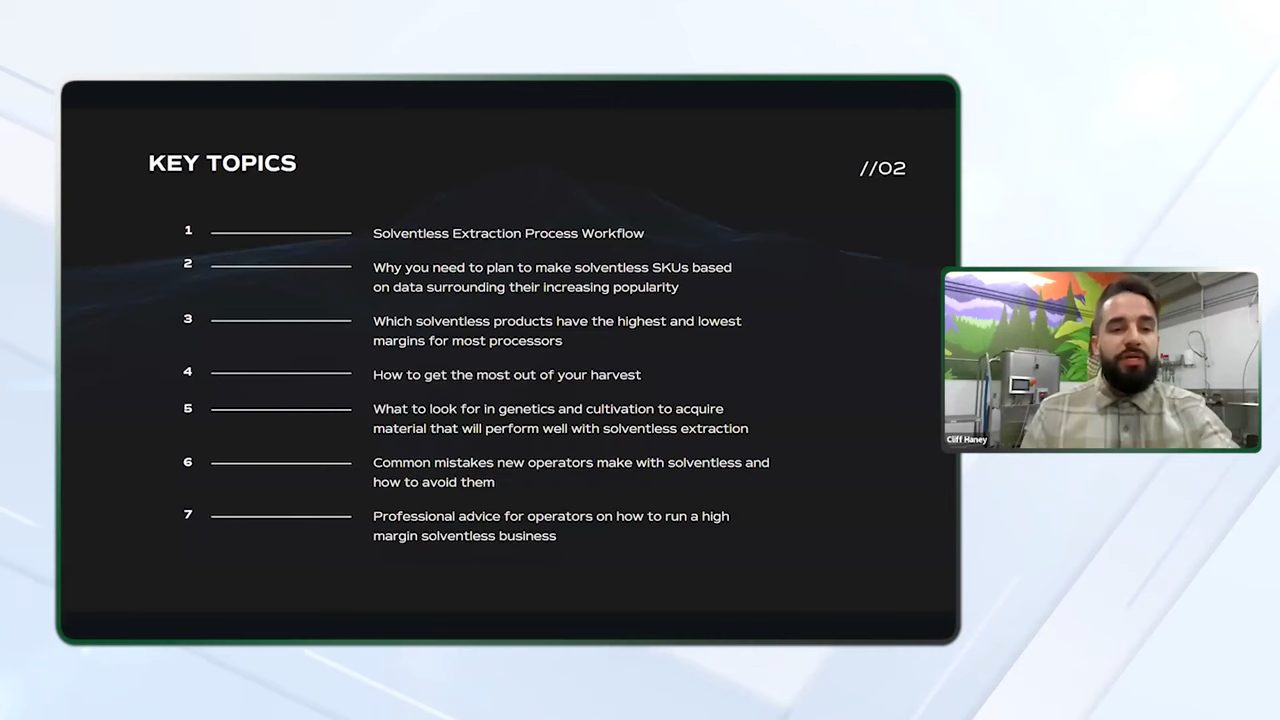 KEY TOPICS
//02
1
Solventless Extraction Process Workflow
2
Why you need to plan to make solventless SKUs based
on data surrounding their increasing popularity
3
Which solventless products have the highest and lowest
margins for most processors
4
How to get the most out of your harvest
5
What to look for in genetics and cultivation to acquire
material that will perform well with solventless extraction
6
Common mistakes new operators make with solventless and
how to avoid them
7
Professional advice for operators on how to run a high
margin solventless business
Cliff Haney